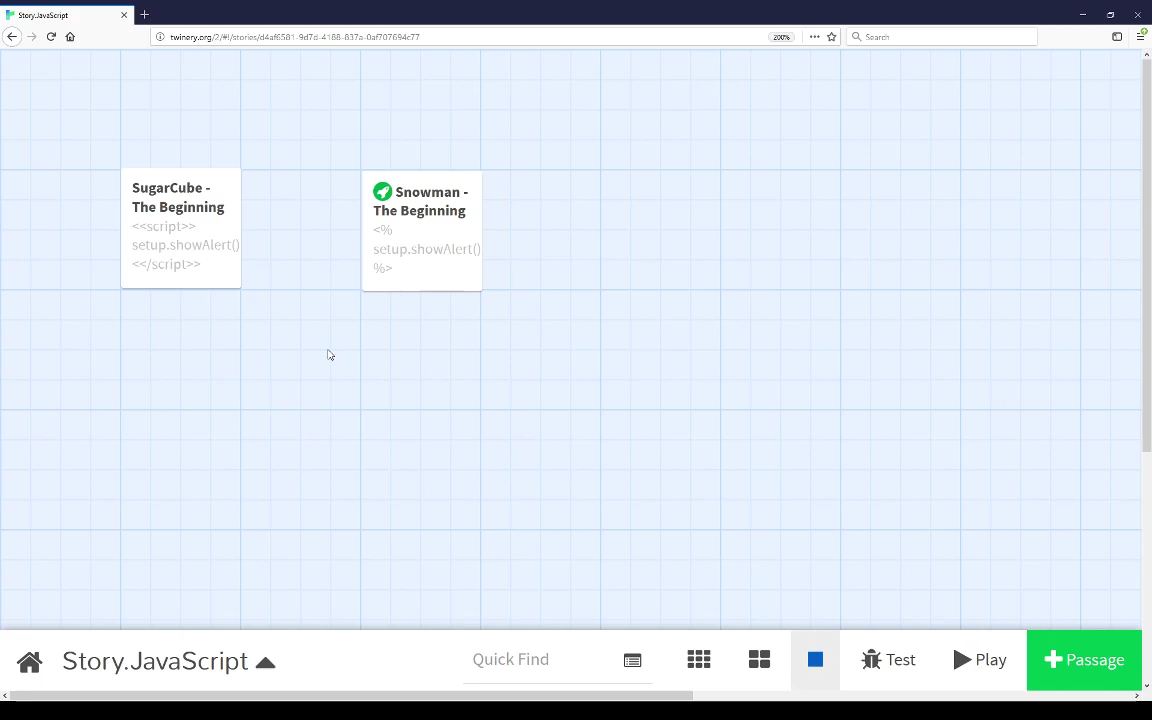 Story.JavaScript
twinery.org/2/#!/stories/d4af6581-9d7d-4188-837a-0af707694c77
200%
Search
SugarCube -
The Beginning
<<script>>
setup.showAlert()
<</script>>
Snowman -
The Beginning
<%
setup.showAlert()
%>
Story.JavaScript
Quick Find
Test
Play
Passage